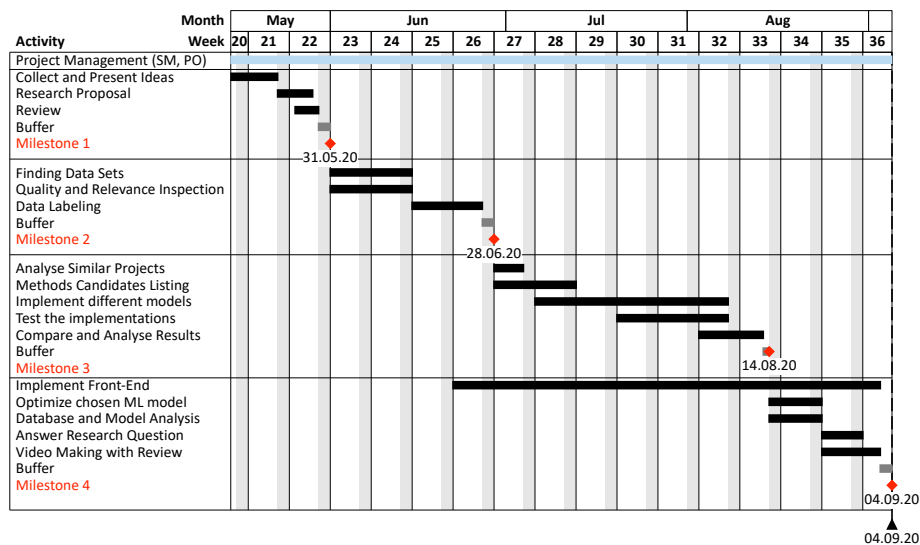 Month May Jun Jul Aug
Activity Week 20 21 22 23 24 25 26 27 28 29 30 31 32 33 34 35 36
Project Management (SM, PO)
Collect and Present Ideas
Research Proposal
Review
Buffer
Milestone 1
31.05.20
Finding Data Sets
Quality and Relevance Inspection
Data Labeling
Buffer
Milestone 2
28.06.20
Analyse Similar Projects
Methods Candidates Listing
Implement different models
Test the implementations
Compare and Analyse Results
Buffer
Milestone 3
14.08.20
Implement Front-End
Optimize chosen ML model
Database and Model Analysis
Answer Research Question
Video Making with Review
Buffer
Milestone 4
04.09.20
04.09.20